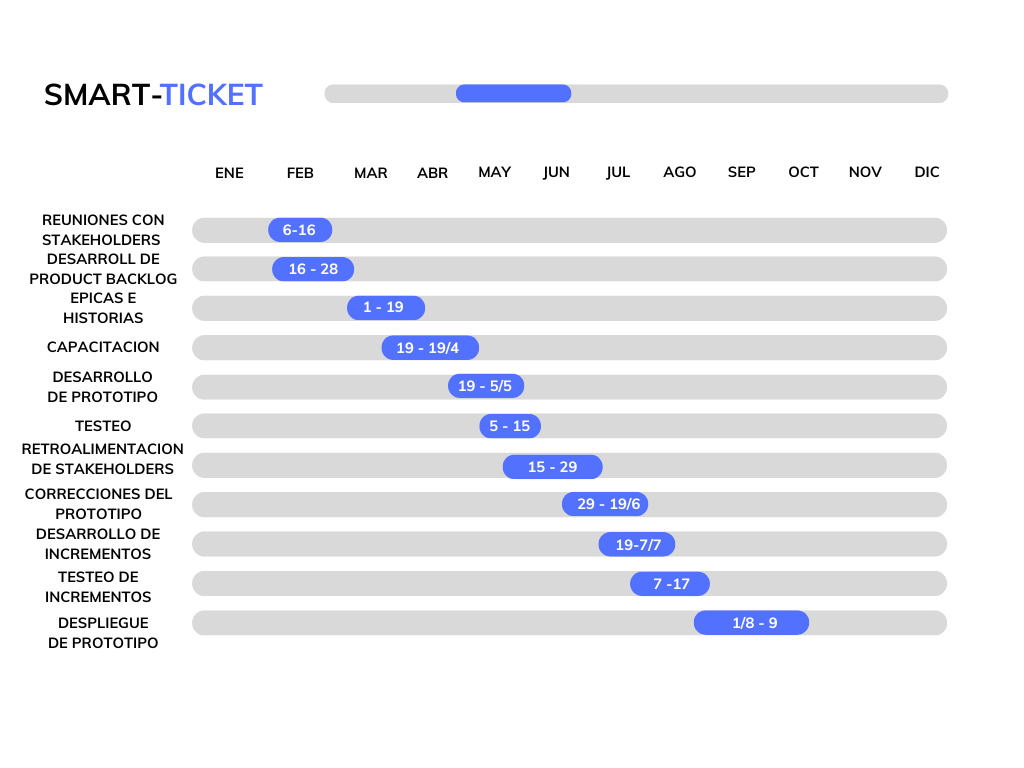 SMART-TICKET
ENE FEB MAR ABR MAY JUN JUL AGO SEP OCT NOV DIC
REUNIONES CON
STAKEHOLDERS
6-16
DESARROLL DE
PRODUCT BACKLOG
16 - 28
EPICAS E
HISTORIAS
1 - 19
CAPACITACION
19 - 19/4
DESARROLLO
DE PROTOTIPO
19 - 5/5
TESTEO
5 - 15
RETROALIMENTACION
DE STAKEHOLDERS
15 - 29
CORRECCIONES DEL
PROTOTIPO
29 - 19/6
DESARROLLO DE
INCREMENTOS
19-7/7
TESTEO DE
INCREMENTOS
7 -17
DESPLIEGUE
DE PROTOTIPO
1/8 - 9